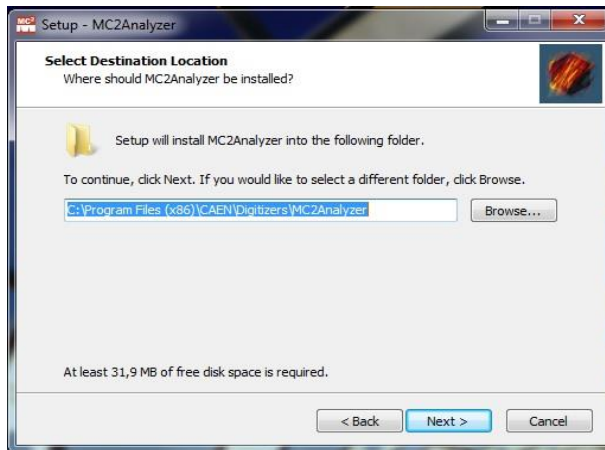 MC²
Setup - MC2Analyzer
Select Destination Location
Where should MC2Analyzer be installed?
Setup will install MC2Analyzer into the following folder.
To continue, click Next. If you would like to select a different folder, click Browse.
C:\Program Files (x86)\CAEN\Digitizers\MC2Analyzer
Browse...
At least 31,9 MB of free disk space is required.
< Back
Next >
Cancel